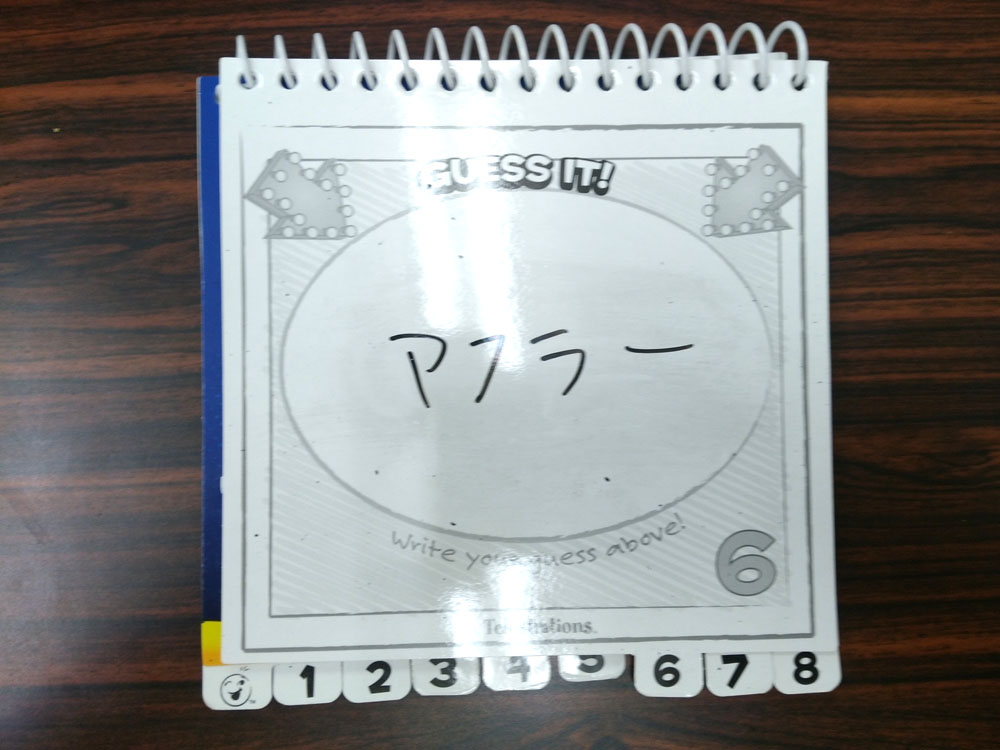 GUESS IT!
アフラー
Write your guess above!
6
Telestrations
1 2 3 4 5 6 7 8